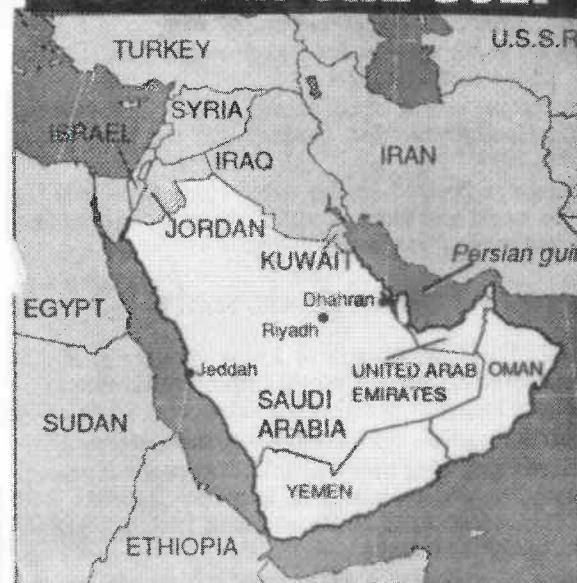 TURKEY
U.S.S.R
SYRIA
ISRAEL
IRAQ
IRAN
JORDAN
KUWAIT
Persian gulf
Dhahran
EGYPT
Riyadh
Jeddah
UNITED ARAB
EMIRATES
OMAN
SAUDI
ARABIA
SUDAN
YEMEN
ETHIOPIA